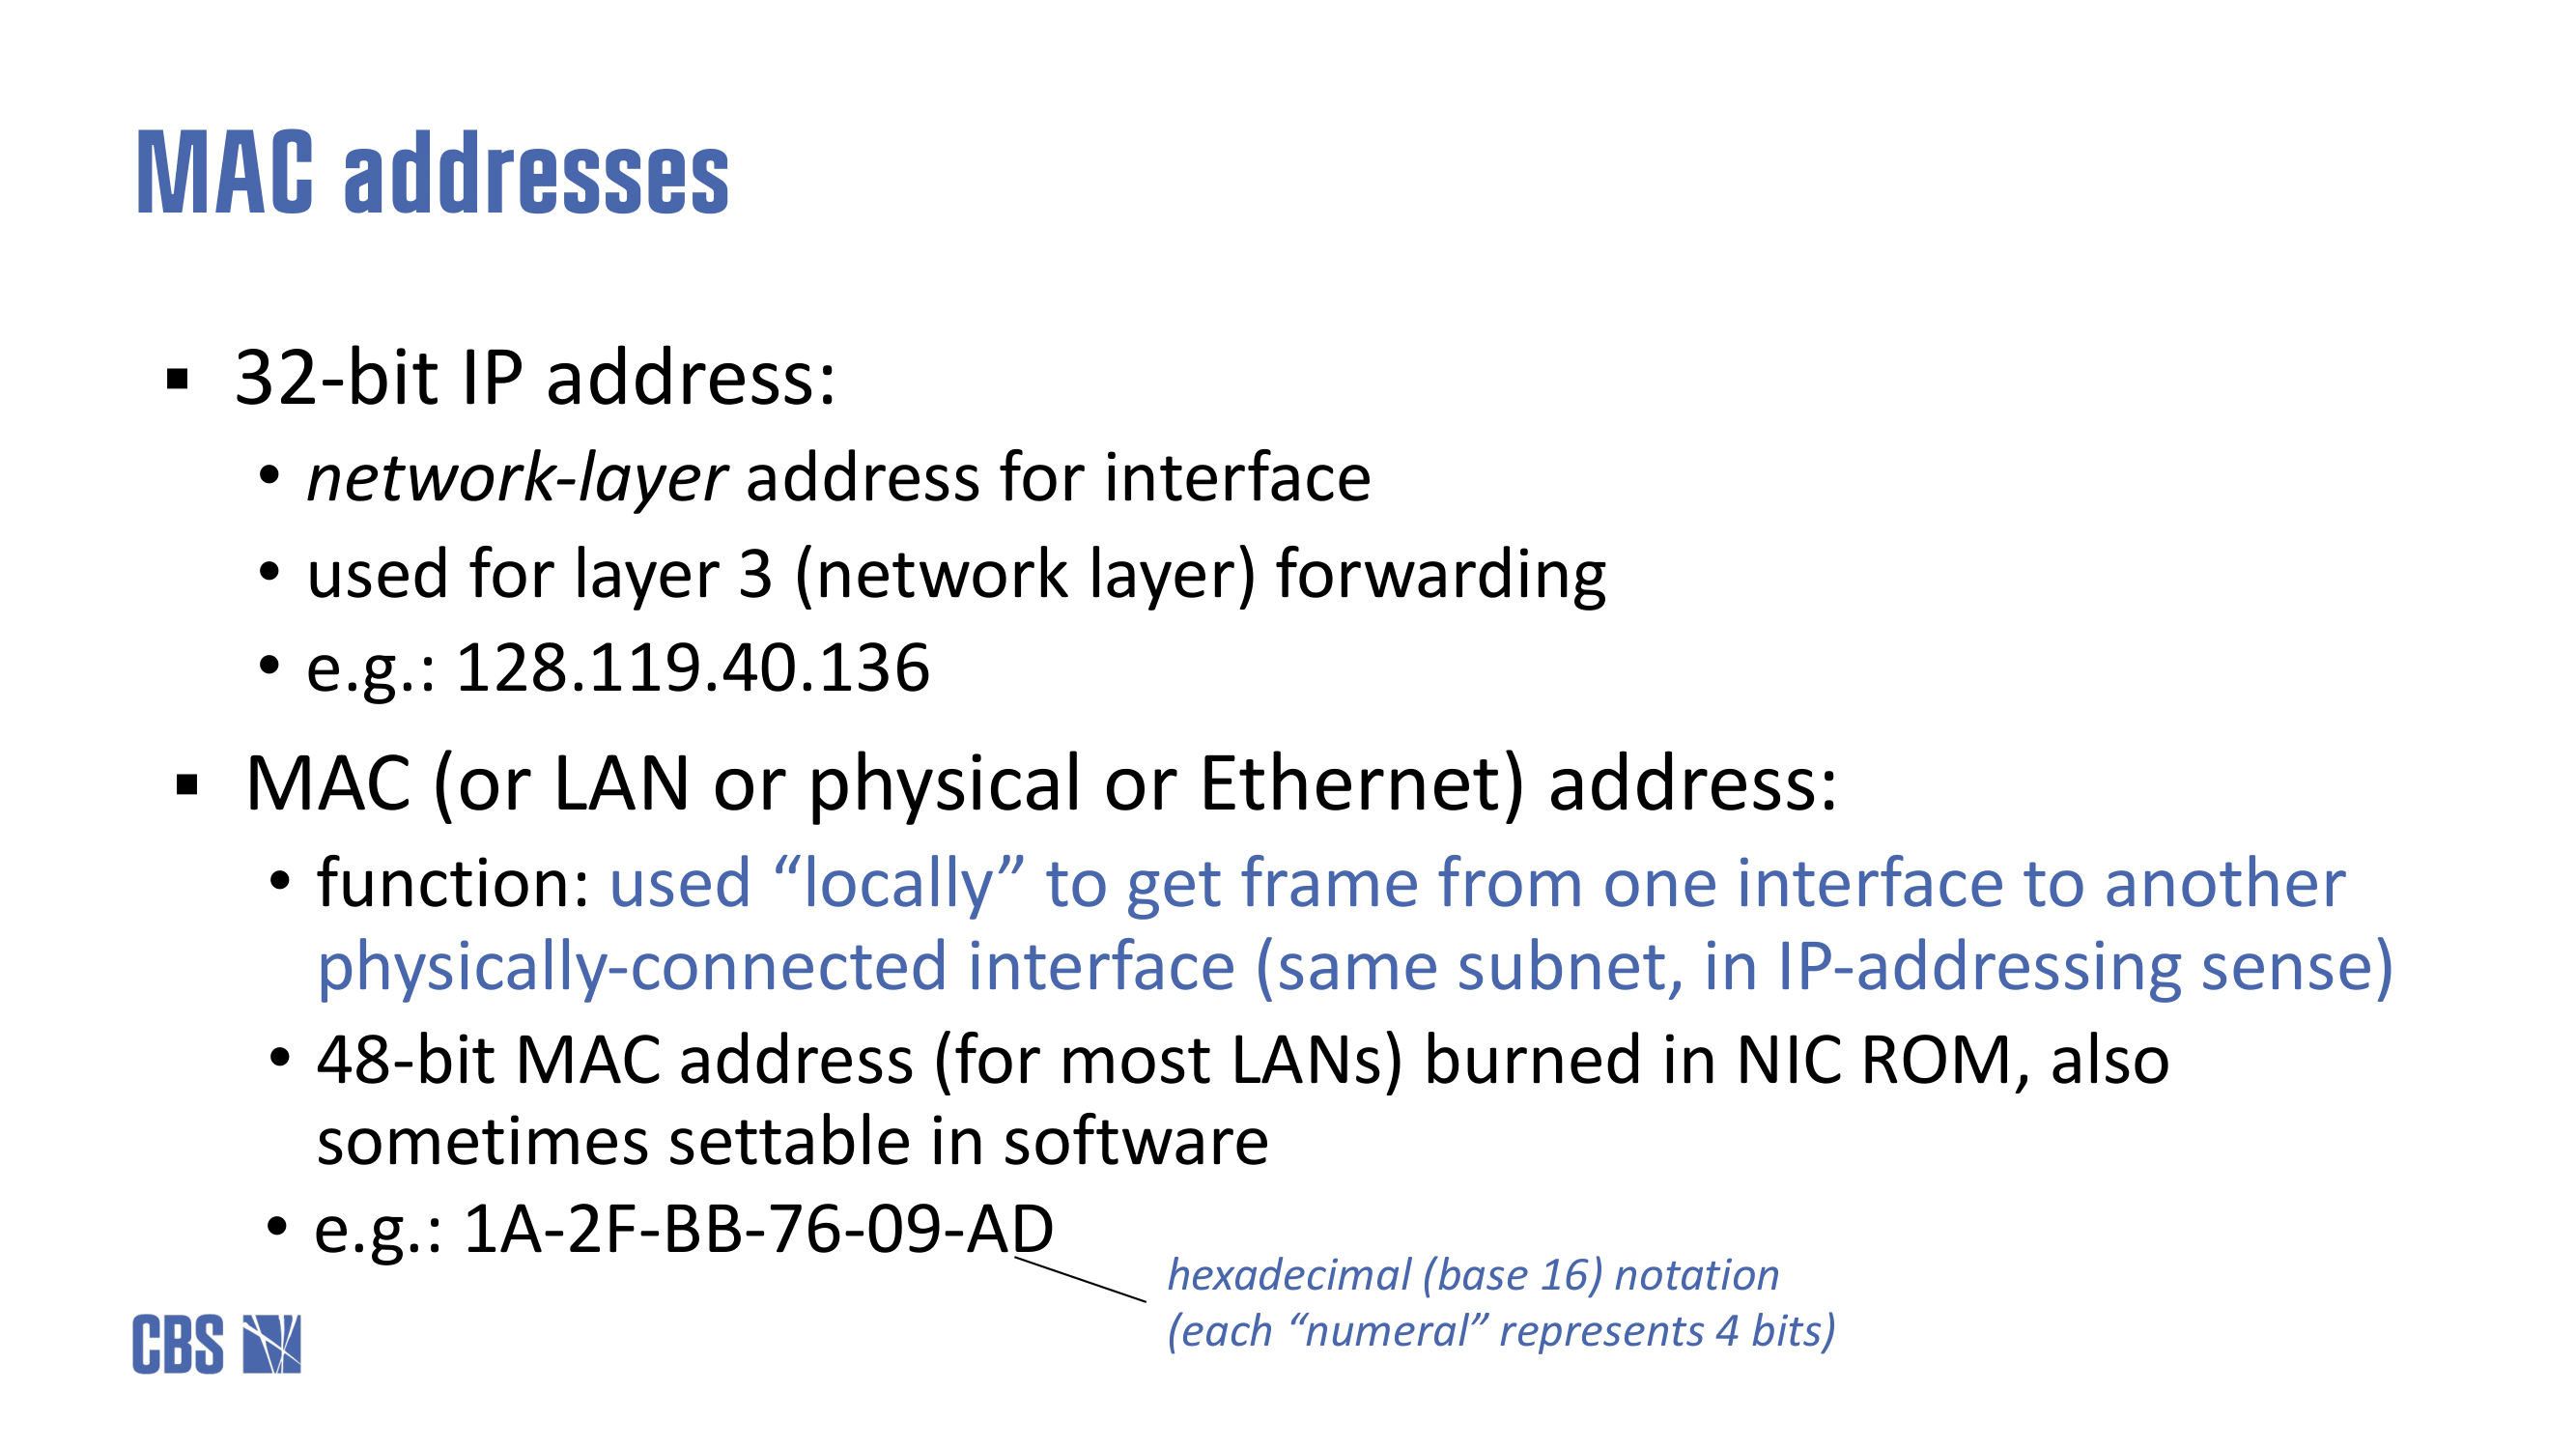 MAC addresses
▪ 32-bit IP address:
• network-layer address for interface
• used for layer 3 (network layer) forwarding
• e.g.: 128.119.40.136
▪ MAC (or LAN or physical or Ethernet) address:
• function: used “locally” to get frame from one interface to another
physically-connected interface (same subnet, in IP-addressing sense)
• 48-bit MAC address (for most LANs) burned in NIC ROM, also
sometimes settable in software
• e.g.: 1A-2F-BB-76-09-AD
hexadecimal (base 16) notation
(each “numeral” represents 4 bits)
CBS